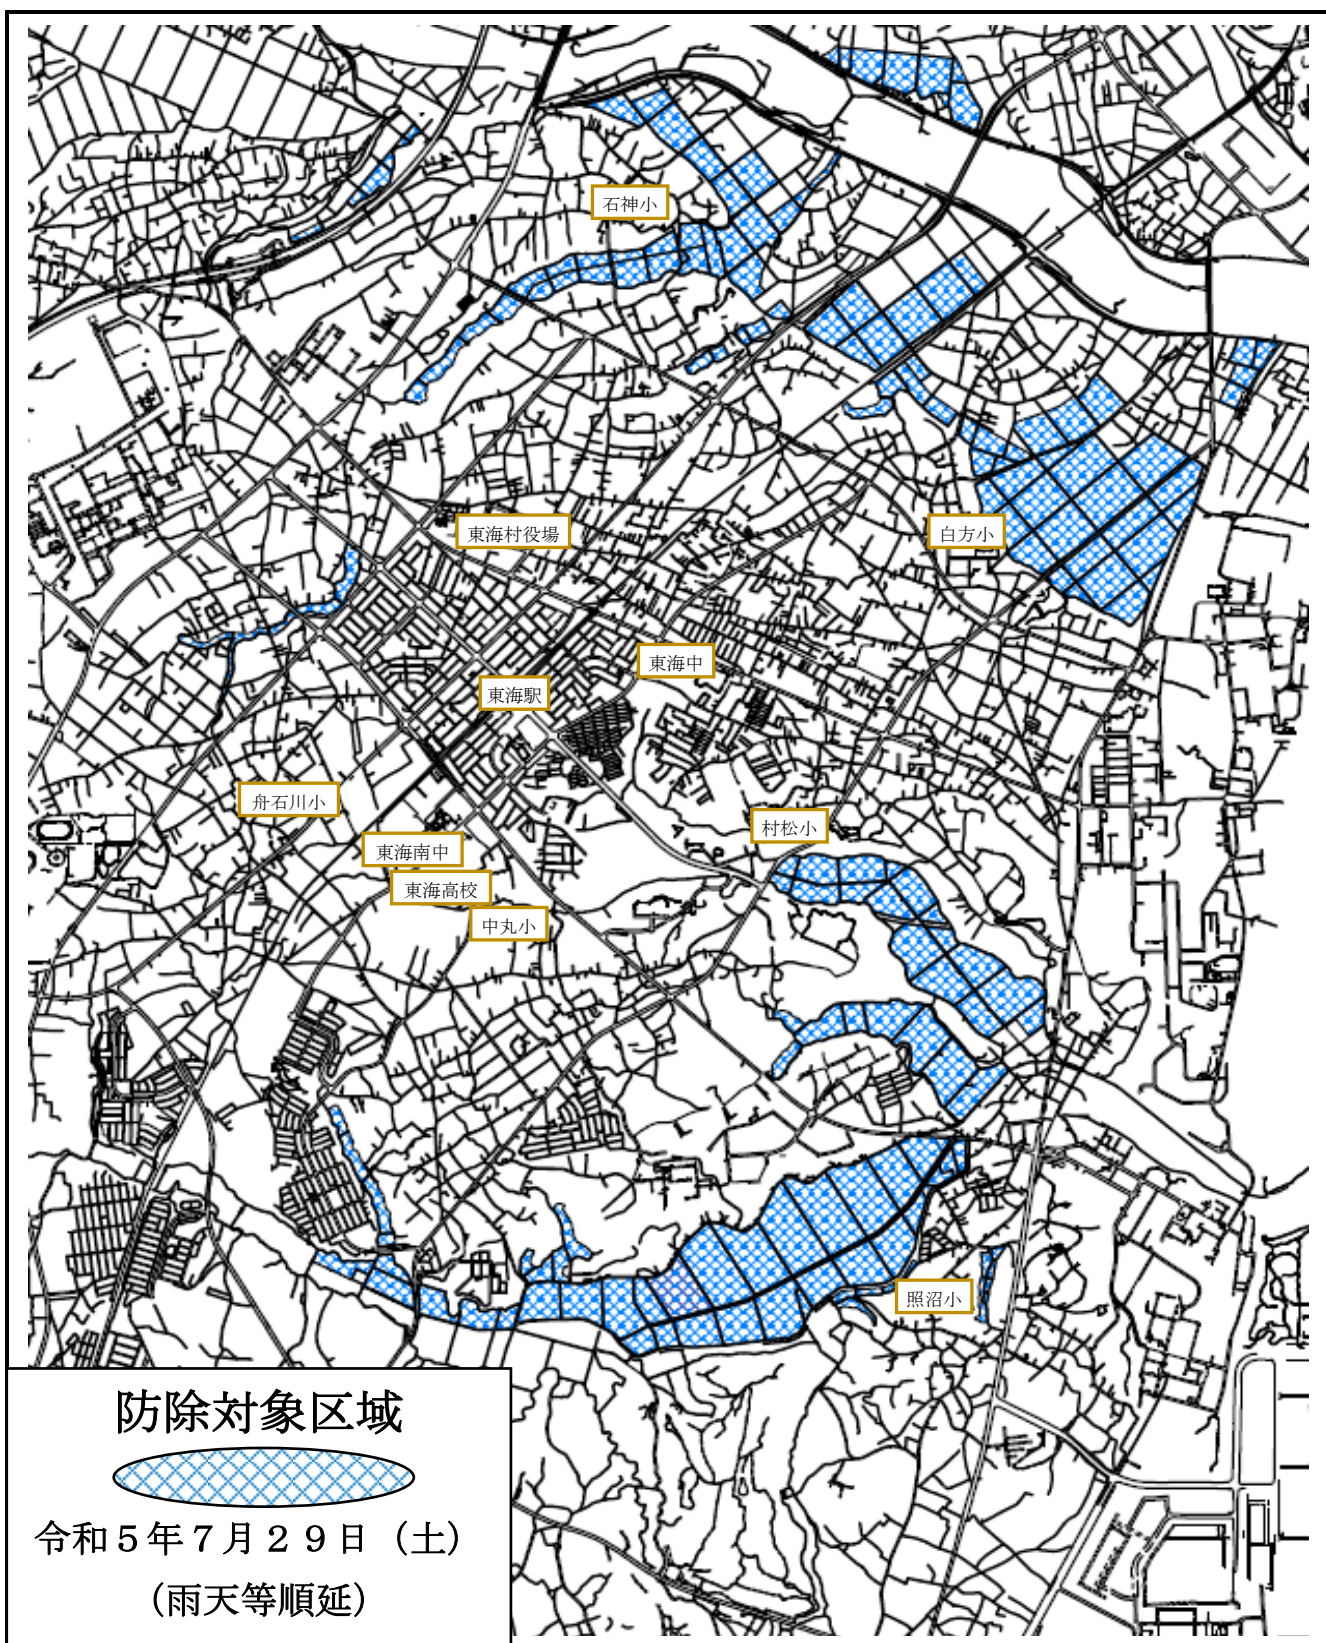 石神小
東海村役場
白方小
東海中
東海駅
舟石川小
村松小
東海南中
東海高校
中丸小
照沼小
防除対象区域
令和５年７月２９日（土）
（雨天等順延）